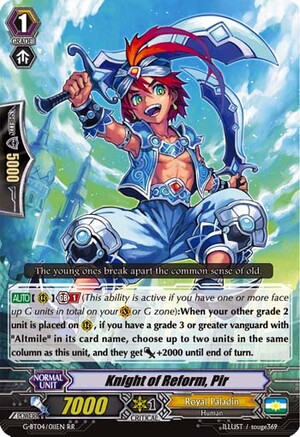 1
GRADE
SHIELD
5000
The young ones break apart the common sense of old.
AUTO 1 GB 1 (This ability is active if you have one or more face
up G units in total on your or G zone):When your other grade 2
unit is placed on , if you have a grade 3 or greater vanguard with
"Altmile" in its card name, choose up to two units in the same
column as this unit, and they get +2000 until end of turn.
NORMAL
UNIT
Knight of Reform, Pir
POWER
7000
1
CRITICAL
Royal Paladin
Human
G-BT04/011EN RR
ILLUST / touge369